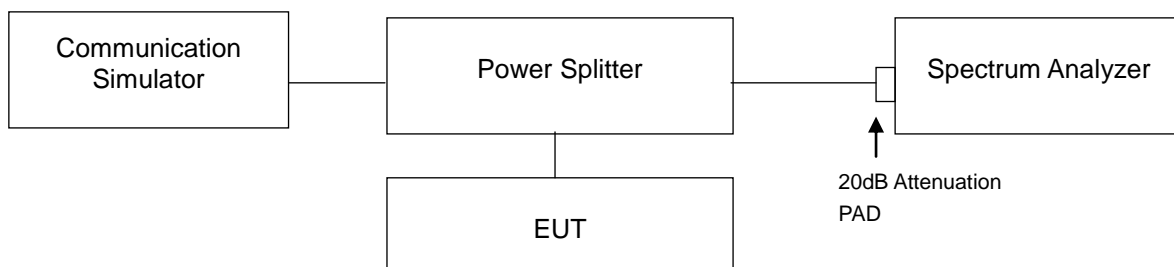 Communication
Simulator
Power Splitter
Spectrum Analyzer
20dB Attenuation
PAD
EUT